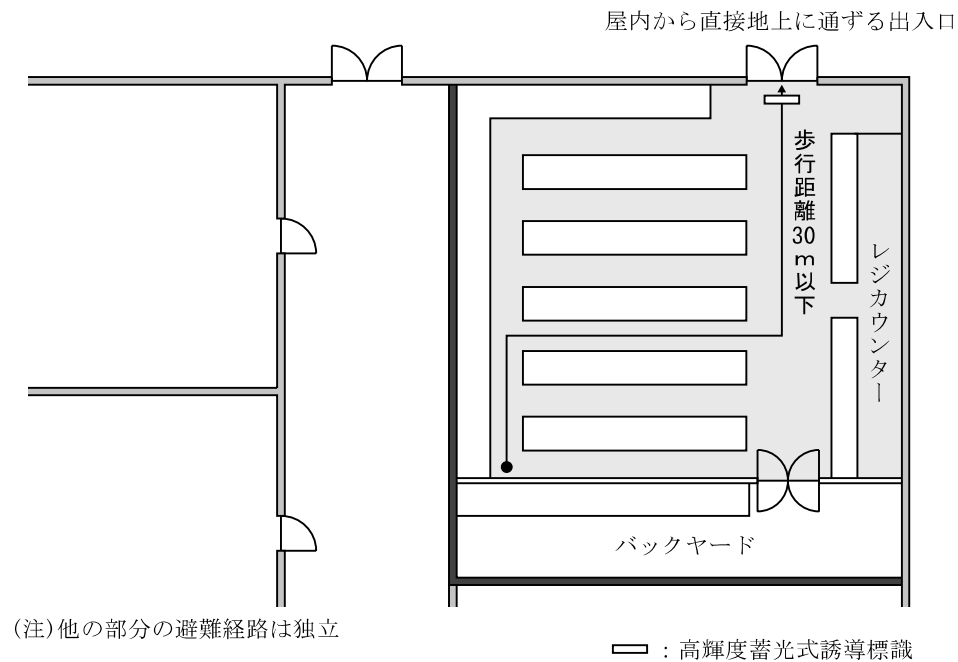 屋内から直接地上に通ずる出入口
歩行距離30m以下
レジカウンター
バックヤード
(注)他の部分の避難経路は独立
：高輝度蓄光式誘導標識